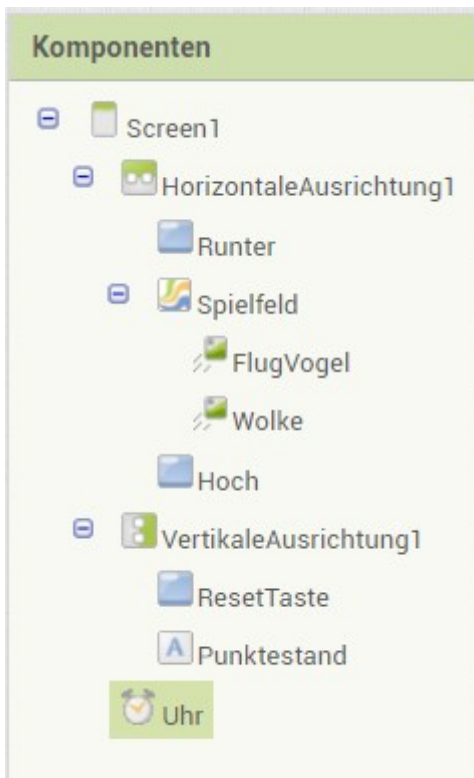 Komponenten
Screen1
HorizontaleAusrichtung1
Runter
Spielfeld
FlugVogel
Wolke
Hoch
VertikaleAusrichtung1
ResetTaste
A Punktestand
Uhr